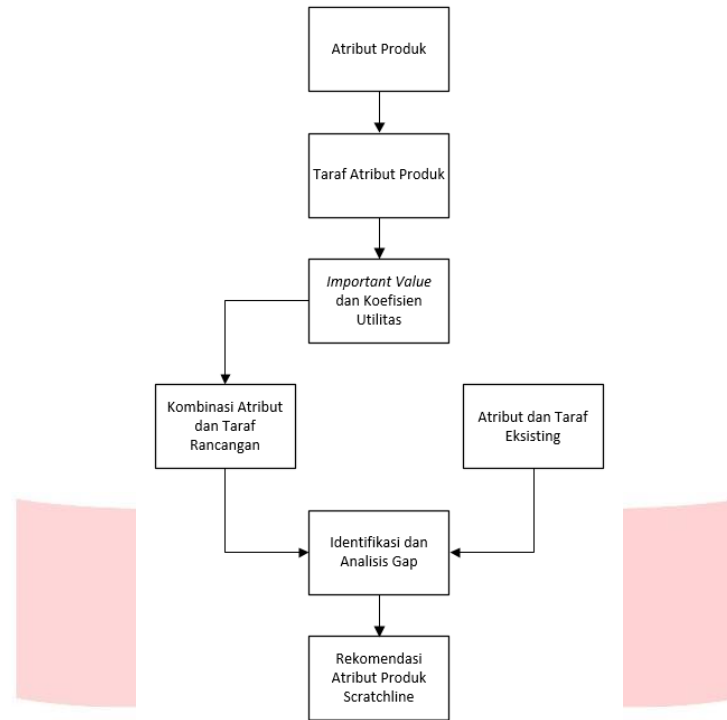 Atribut Produk
Taraf Atribut Produk
Important Value
dan Koefisien
Utilitas
Kombinasi Atribut
dan Taraf
Rancangan
Atribut dan Taraf
Eksisting
Identifikasi dan
Analisis Gap
Rekomendasi
Atribut Produk
Scratchline